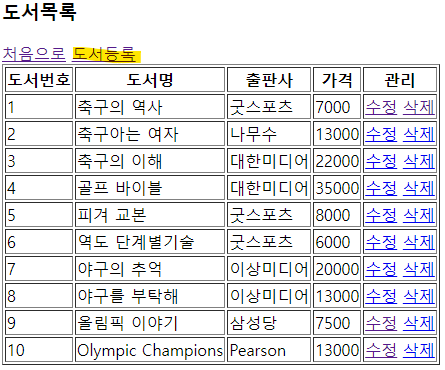 도서목록
처음으로 도서등록
도서번호 도서명 출판사 가격 관리
1 축구의 역사 굿스포츠 7000 수정 삭제
2 축구아는 여자 나무수 13000 수정 삭제
3 축구의 이해 대한미디어 22000 수정 삭제
4 골프 바이블 대한미디어 35000 수정 삭제
5 피겨 교본 굿스포츠 8000 수정 삭제
6 역도 단계별기술 굿스포츠 6000 수정 삭제
7 야구의 추억 이상미디어 20000 수정 삭제
8 야구를 부탁해 이상미디어 13000 수정 삭제
9 올림픽 이야기 삼성당 7500 수정 삭제
10 Olympic Champions Pearson 13000 수정 삭제